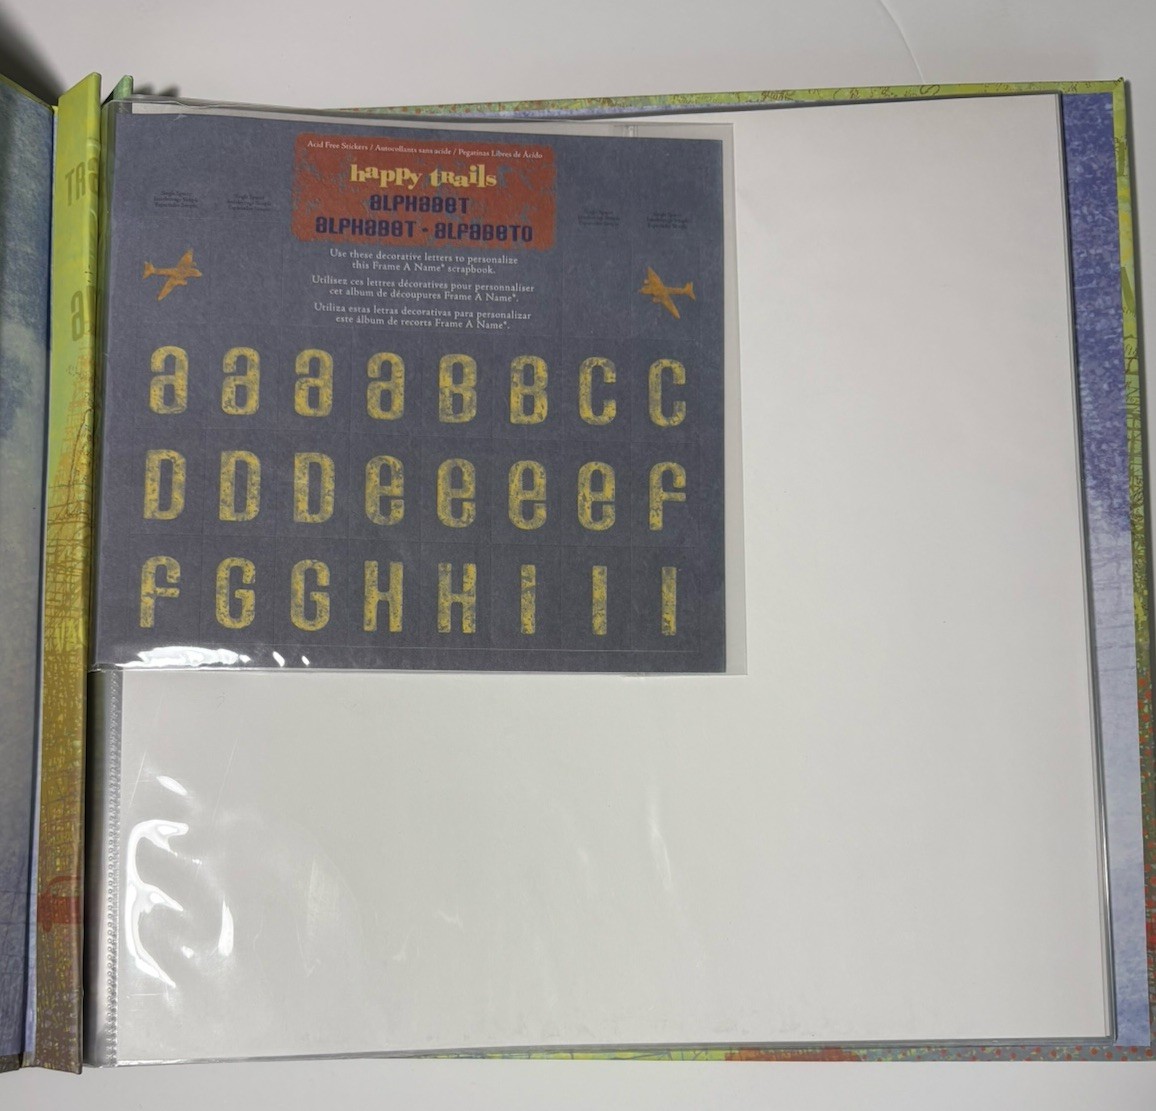 Acid Free Stickers / Autocollants sans acide / Pegatinas Libres de Ácido
happy trails
aLPHaBeT
aLPHaBeT - aLFaBeTO
Use these decorative letters to personalize
this Frame A Name® scrapbook.
Utilisez ces lettres décoratives pour personnaliser
cet album de découpures Frame A Name®.
Utiliza estas letras decorativas para personalizar
este álbum de recorts Frame A Name®.
a a a a B B C C
D D D e e e e F
F G G H H I I I